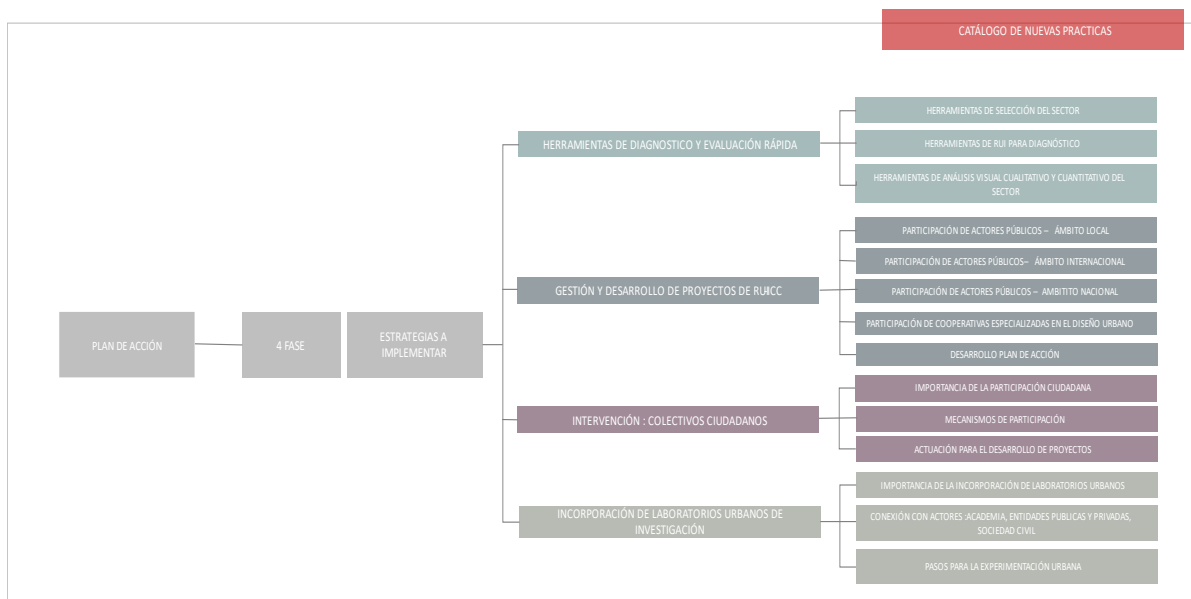 CATÁLOGO DE NUEVAS PRACTICAS
PLAN DE ACCIÓN
4 FASE
ESTRATEGIAS A
IMPLEMENTAR
HERRAMIENTAS DE DIAGNOSTICO Y EVALUACIÓN RÁPIDA
HERRAMIENTAS DE SELECCIÓN DEL SECTOR
HERRAMIENTAS DE RUI PARA DIAGNÓSTICO
HERRAMIENTAS DE ANÁLISIS VISUAL CUALITATIVO Y CUANTITATIVO DEL
SECTOR
GESTIÓN Y DESARROLLO DE PROYECTOS DE
PARTICIPACIÓN DE ACTORES PÚBLICOS – ÁMBITO LOCAL
PARTICIPACIÓN DE ACTORES PÚBLICOS– ÁMBITO INTERNACIONAL
PARTICIPACIÓN DE ACTORES PÚBLICOS – AMBITITO NACIONAL
PARTICIPACIÓN DE COOPERATIVAS ESPECIALIZADAS EN EL DISEÑO URBANO
DESARROLLO PLAN DE ACCIÓN
INTERVENCIÓN : COLECTIVOS CIUDADANOS
IMPORTANCIA DE LA PARTICIPACIÓN CIUDADANA
MECANISMOS DE PARTICIPACIÓN
ACTUACIÓN PARA EL DESARROLLO DE PROYECTOS
INCORPORACIÓN DE LABORATORIOS URBANOS DE
INVESTIGACIÓN
IMPORTANCIA DE LA INCORPORACIÓN DE LABORATORIOS URBANOS
CONEXIÓN CON ACTORES :ACADEMIA, ENTIDADES PUBLICAS Y PRIVADAS,
SOCIEDAD CIVIL
PASOS PARA LA EXPERIMENTACIÓN URBANA